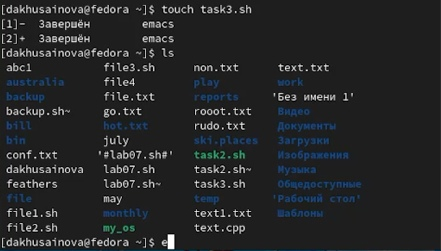 [dakhusainova@fedora ~]$ touch task3.sh
[1]-  Завершён      emacs
[2]+  Завершён      emacs
[dakhusainova@fedora ~]$ ls
abc1 file3.sh non.txt text.txt
australia file4 play work
backup file.txt reports 'Без имени 1'
backup.sh~ go.txt rooot.txt Видео
bill hot.txt rudo.txt Документы
bin july ski.places Загрузки
conf.txt '#lab07.sh#' task2.sh Изображения
dakhusainova lab07.sh task2.sh~ Музыка
feathers lab07.sh~ task3.sh Общедоступные
file may temp 'Рабочий стол'
file1.sh monthly text1.txt Шаблоны
file2.sh my_os text.cpp
[dakhusainova@fedora ~]$ e